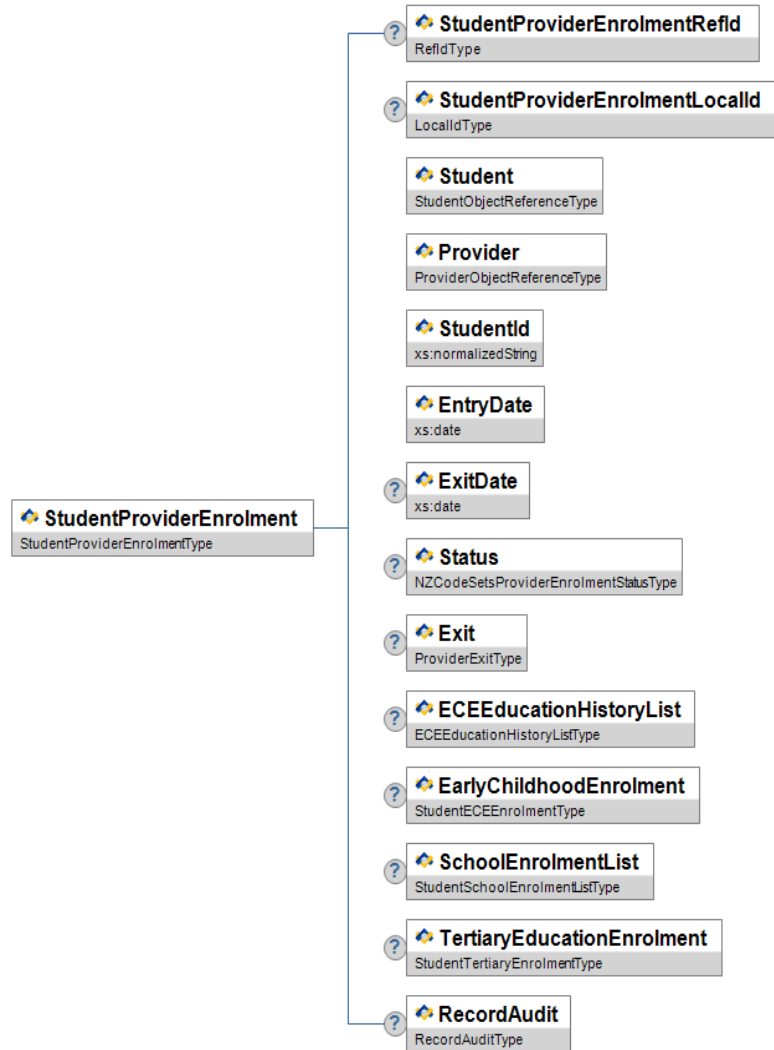 ?
StudentProviderEnrolmentRefId
RefIdType
?
StudentProviderEnrolmentLocalId
LocalIdType
Student
StudentObjectReferenceType
Provider
ProviderObjectReferenceType
StudentId
xs:normalizedString
EntryDate
xs:date
?
ExitDate
xs:date
StudentProviderEnrolment
StudentProviderEnrolmentType
?
Status
NZCodeSetsProviderEnrolmentStatusType
?
Exit
ProviderExitType
?
ECEEducationHistoryList
ECEEducationHistoryListType
?
EarlyChildhoodEnrolment
StudentECEEnrolmentType
?
SchoolEnrolmentList
StudentSchoolEnrolmentListType
?
TertiaryEducationEnrolment
StudentTertiaryEnrolmentType
?
RecordAudit
RecordAuditType